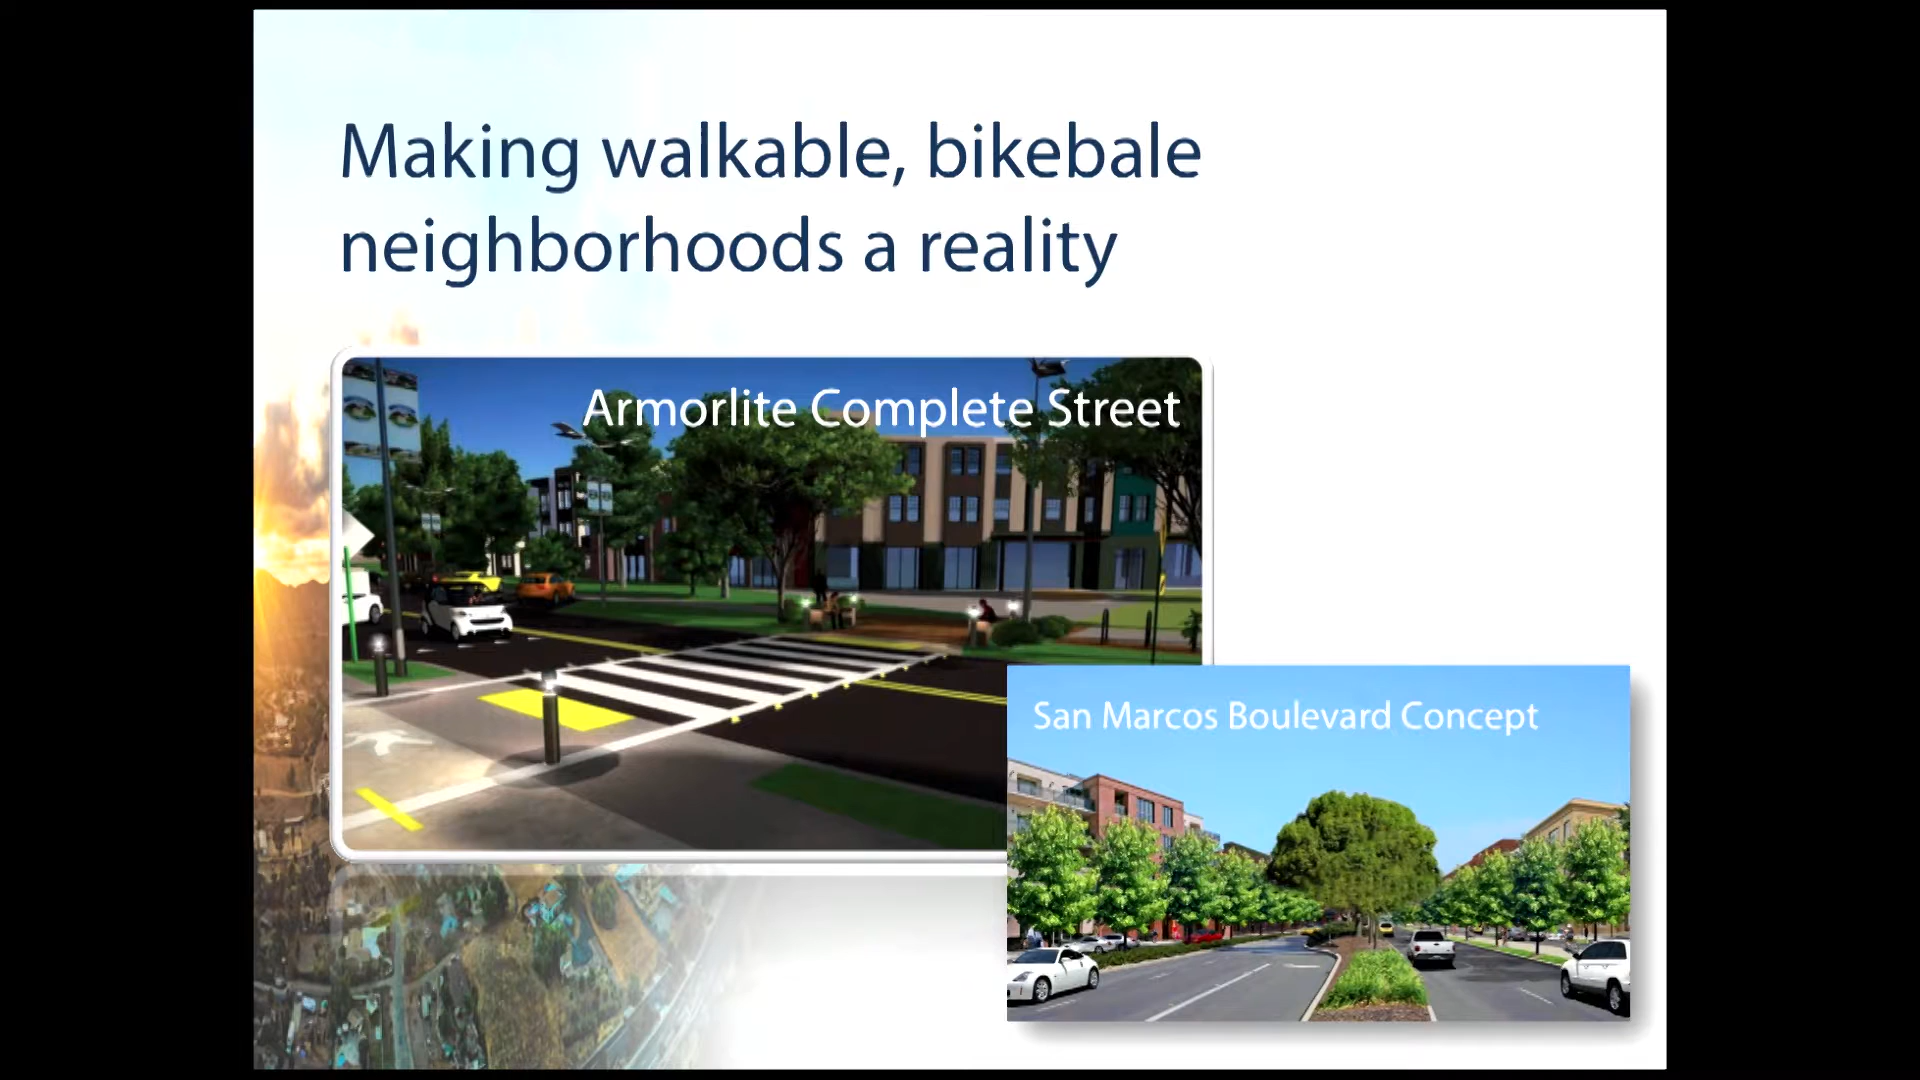 Making walkable, bikebale
neighborhoods a reality
Armorlite Complete Street
San Marcos Boulevard Concept